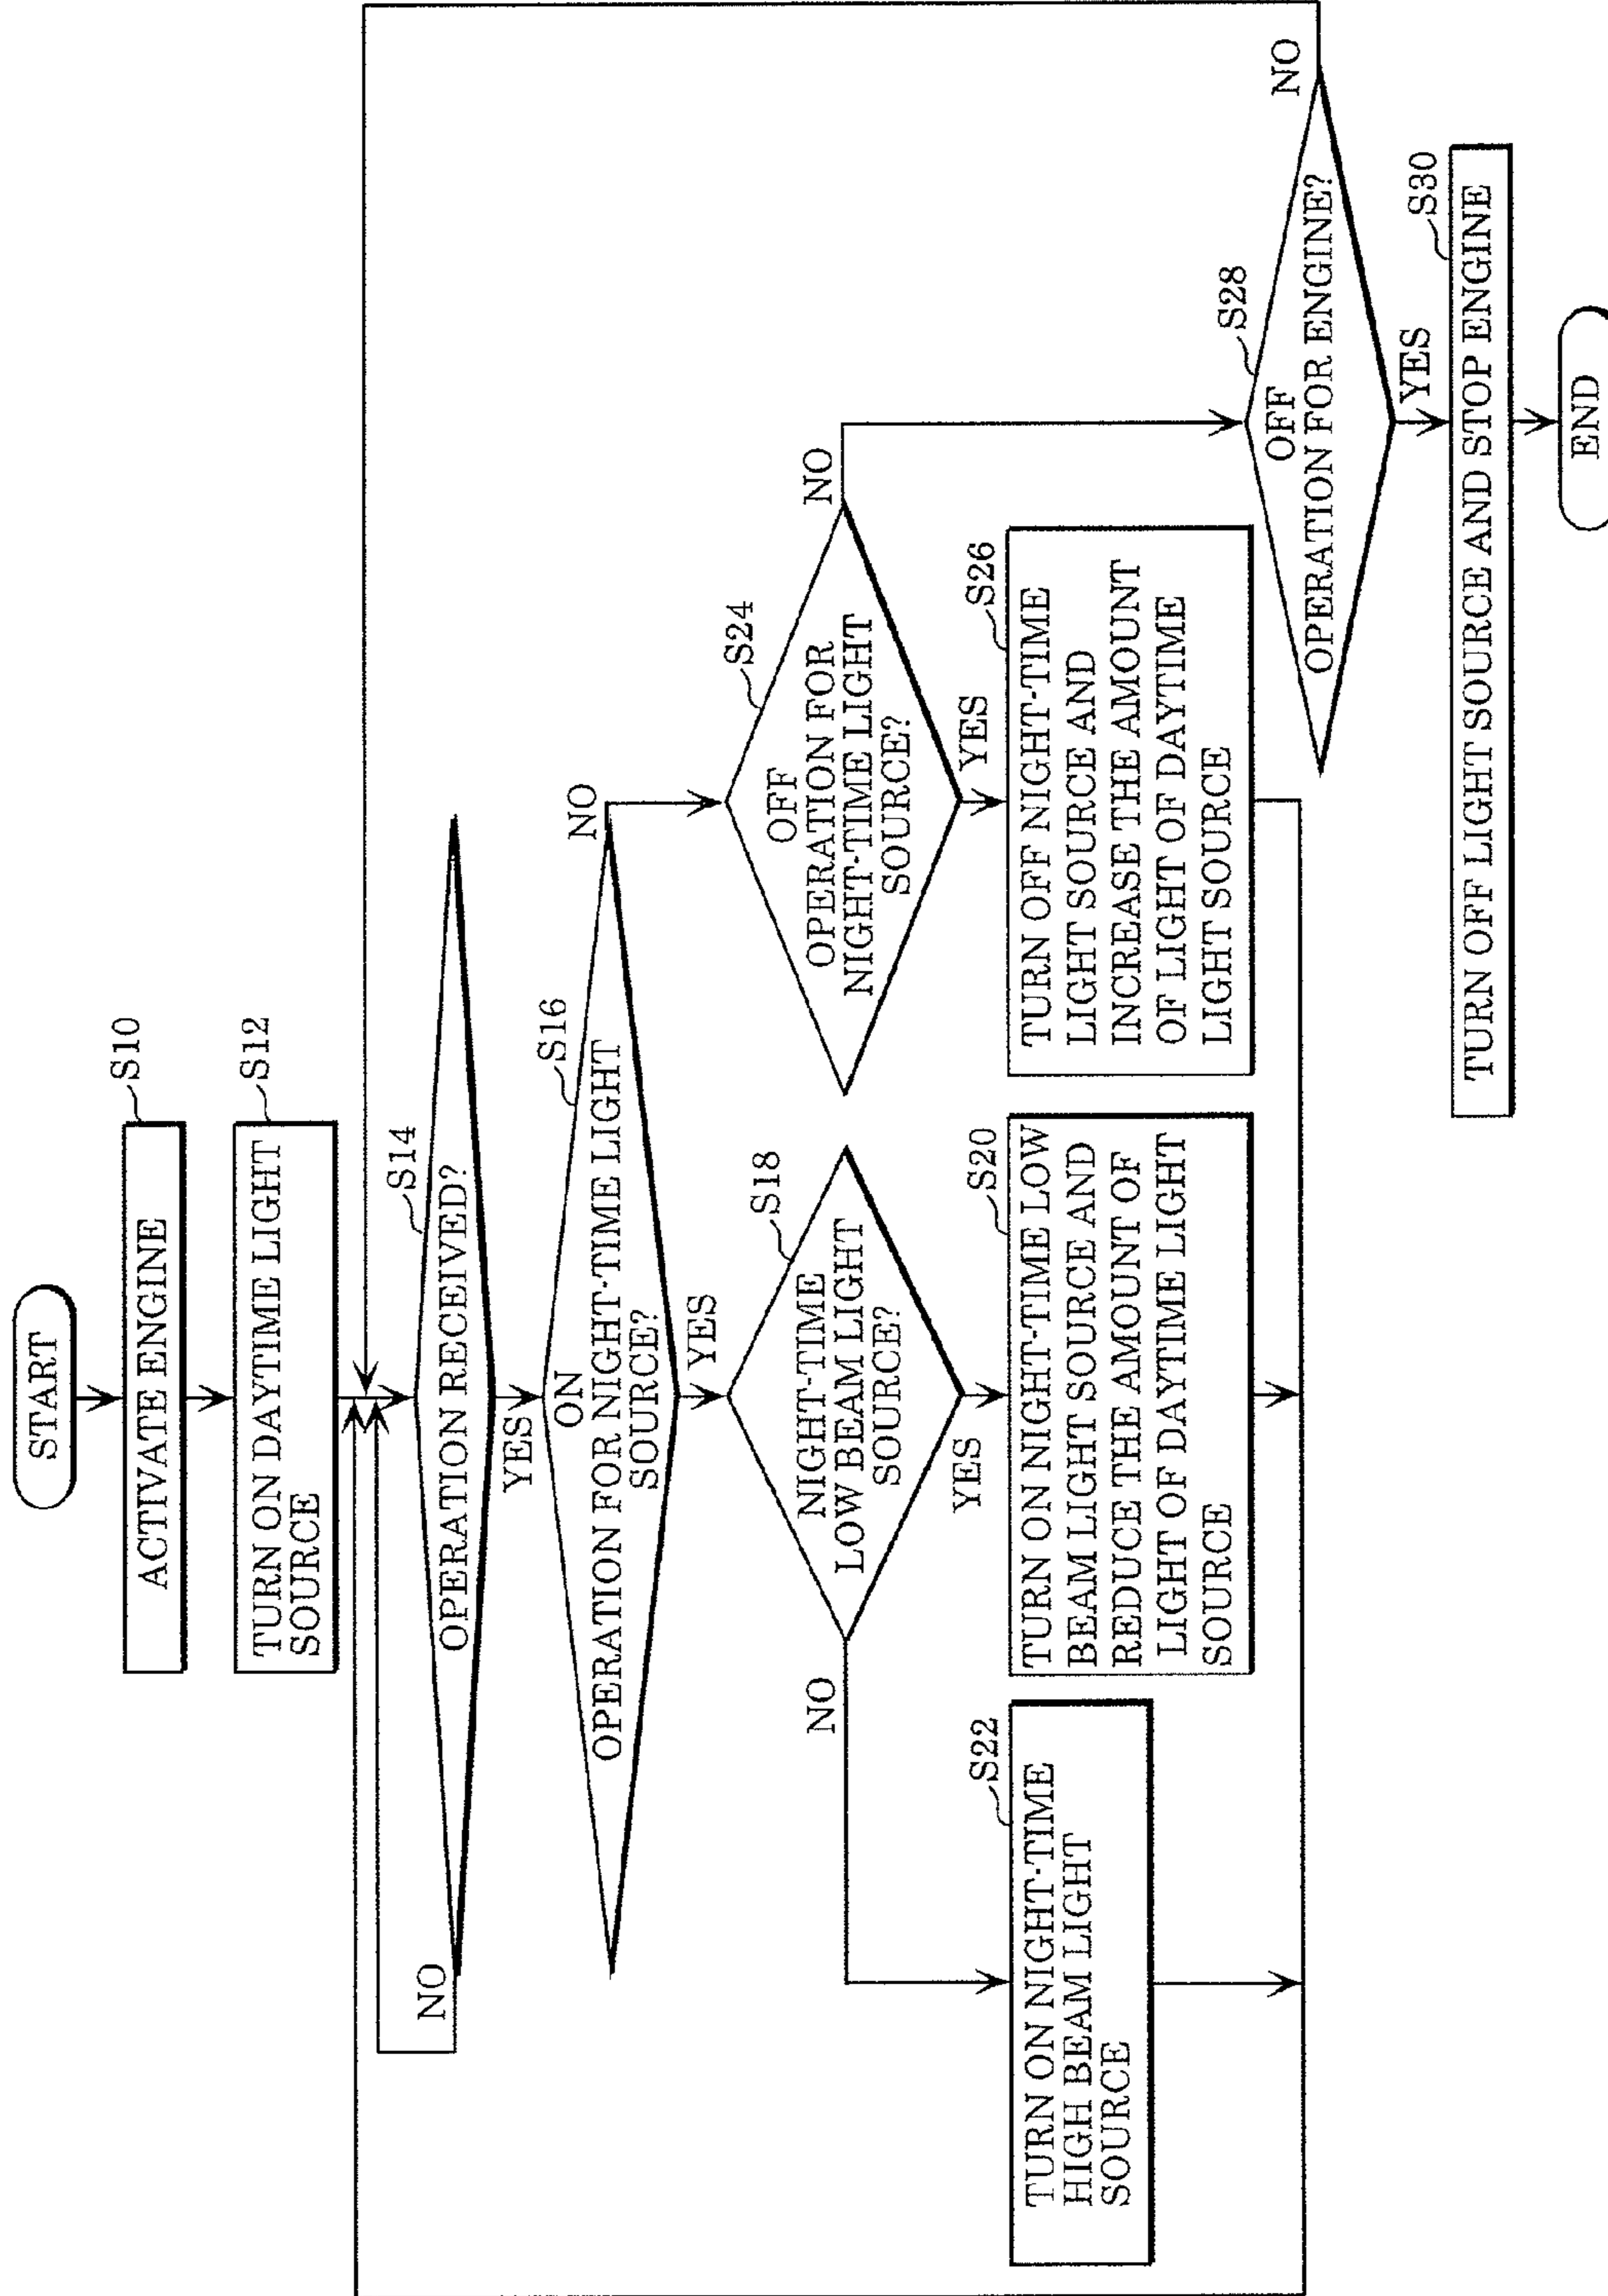 START
S10
ACTIVATE ENGINE
S12
TURN ON DAYTIME LIGHT
SOURCE
S14
OPERATION RECEIVED?
NO
YES
S16
ON
OPERATION FOR NIGHT-TIME LIGHT
SOURCE?
NO
YES
S18
NIGHT-TIME
LOW BEAM LIGHT
SOURCE?
NO
YES
S24
OFF
OPERATION FOR
NIGHT-TIME LIGHT
SOURCE?
NO
YES
S22
TURN ON NIGHT-TIME
HIGH BEAM LIGHT
SOURCE
S20
TURN ON NIGHT-TIME LOW
BEAM LIGHT SOURCE AND
REDUCE THE AMOUNT OF
LIGHT OF DAYTIME LIGHT
SOURCE
S26
TURN OFF NIGHT-TIME
LIGHT SOURCE AND
INCREASE THE AMOUNT
OF LIGHT OF DAYTIME
LIGHT SOURCE
S28
OFF
OPERATION FOR ENGINE?
NO
YES
S30
TURN OFF LIGHT SOURCE AND STOP ENGINE
END